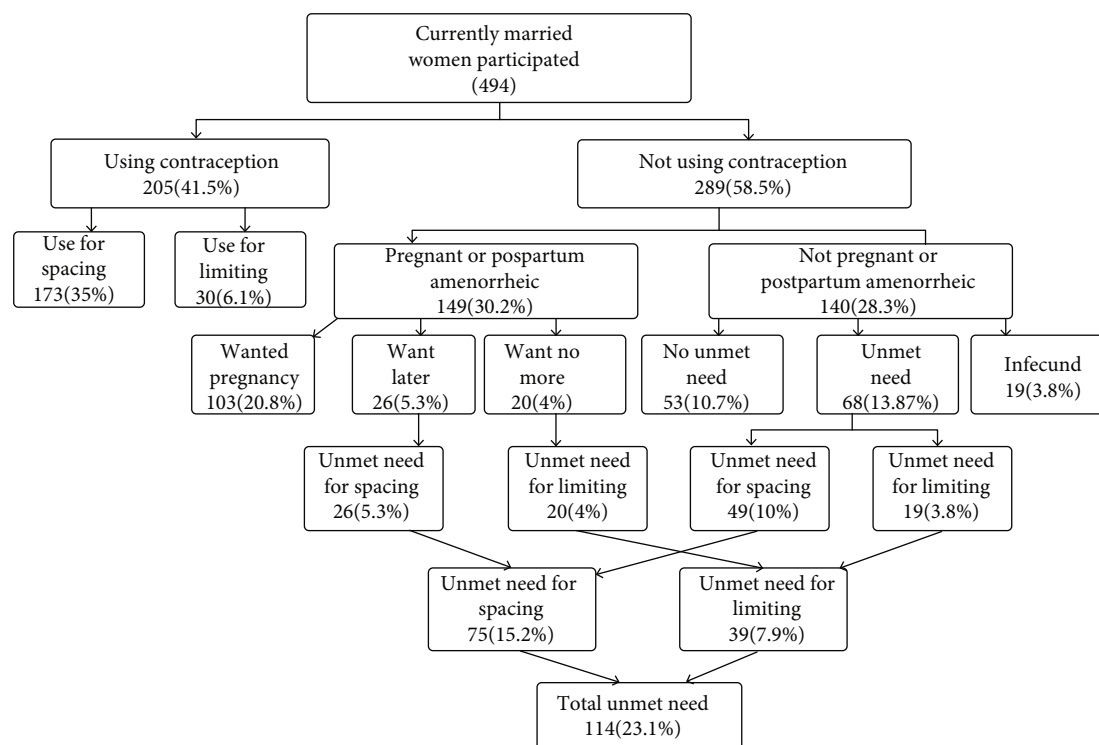 Currently married
women participated
(494)
Using contraception
205(41.5%)
Not using contraception
289(58.5%)
Use for
spacing
173(35%)
Use for
limiting
30(6.1%)
Pregnant or pospartum
amenorrheic
149(30.2%)
Not pregnant or
postpartum amenorrheic
140(28.3%)
Wanted
pregnancy
103(20.8%)
Want
later
26(5.3%)
Want no
more
20(4%)
No unmet
need
53(10.7%)
Unmet
need
68(13.87%)
Infecund
19(3.8%)
Unmet need
for spacing
26(5.3%)
Unmet need
for limiting
20(4%)
Unmet need
for spacing
49(10%)
Unmet need
for limiting
19(3.8%)
Unmet need for
spacing
75(15.2%)
Unmet need for
limiting
39(7.9%)
Total unmet need
114(23.1%)